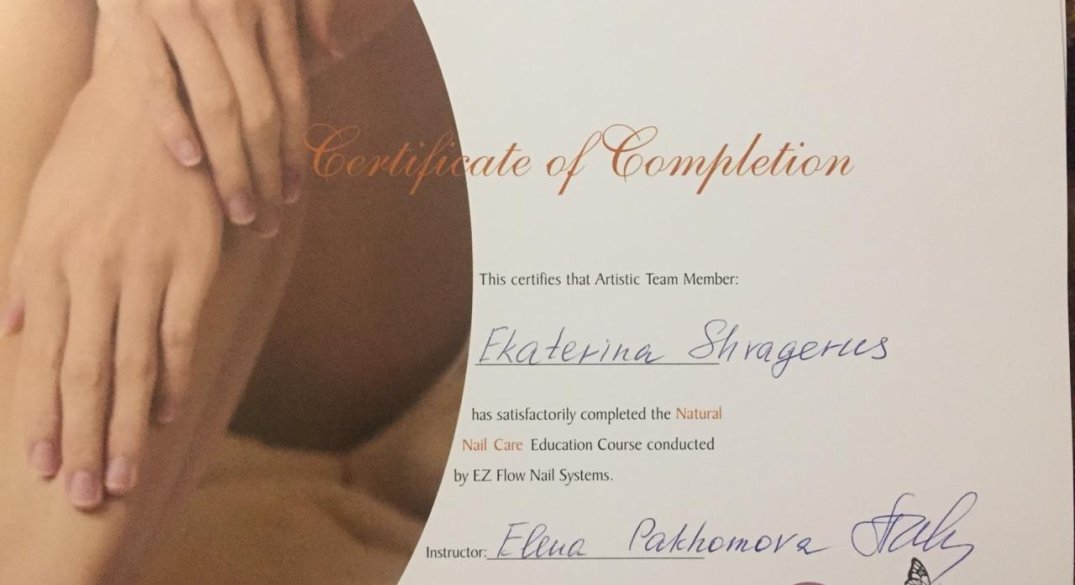 Certificate of Completion
This certifies that Artistic Team Member:
Ekaterina Shragerus
has satisfactorily completed the Natural
Nail Care Education Course conducted
by EZ Flow Nail Systems.
Instructor: Elena Pakhomova